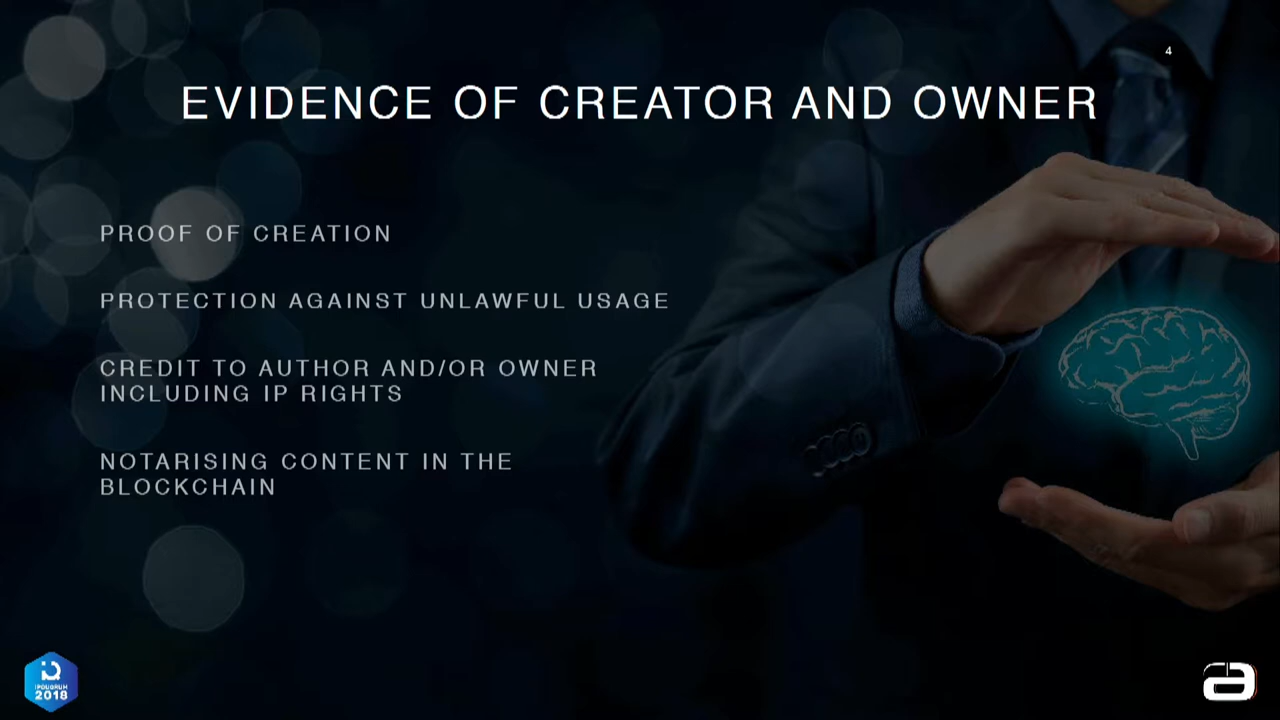 4
EVIDENCE OF CREATOR AND OWNER
PROOF OF CREATION
PROTECTION AGAINST UNLAWFUL USAGE
CREDIT TO AUTHOR AND/OR OWNER
INCLUDING IP RIGHTS
NOTARISING CONTENT IN THE
BLOCKCHAIN
2018